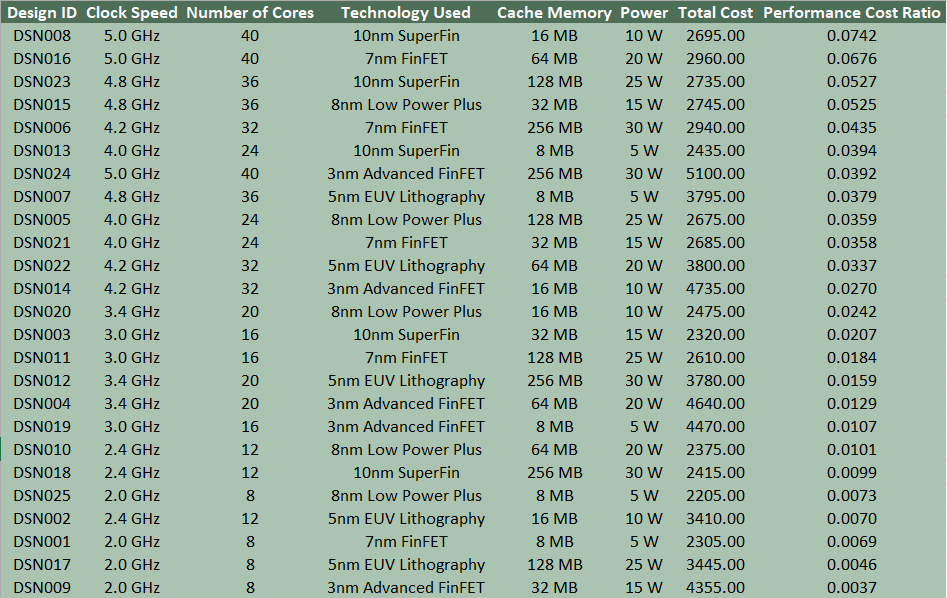 Design ID Clock Speed Number of Cores Technology Used Cache Memory Power Total Cost Performance Cost Ratio
DSN008 5.0 GHz 40 10nm SuperFin 16 MB 10 W 2695.00 0.0742
DSN016 5.0 GHz 40 7nm FinFET 64 MB 20 W 2960.00 0.0676
DSN023 4.8 GHz 36 10nm SuperFin 128 MB 25 W 2735.00 0.0527
DSN015 4.8 GHz 36 8nm Low Power Plus 32 MB 15 W 2745.00 0.0525
DSN006 4.2 GHz 32 7nm FinFET 256 MB 30 W 2940.00 0.0435
DSN013 4.0 GHz 24 10nm SuperFin 8 MB 5 W 2435.00 0.0394
DSN024 5.0 GHz 40 3nm Advanced FinFET 256 MB 30 W 5100.00 0.0392
DSN007 4.8 GHz 36 5nm EUV Lithography 8 MB 5 W 3795.00 0.0379
DSN005 4.0 GHz 24 8nm Low Power Plus 128 MB 25 W 2675.00 0.0359
DSN021 4.0 GHz 24 7nm FinFET 32 MB 15 W 2685.00 0.0358
DSN022 4.2 GHz 32 5nm EUV Lithography 64 MB 20 W 3800.00 0.0337
DSN014 4.2 GHz 32 3nm Advanced FinFET 16 MB 10 W 4735.00 0.0270
DSN020 3.4 GHz 20 8nm Low Power Plus 16 MB 10 W 2475.00 0.0242
DSN003 3.0 GHz 16 10nm SuperFin 32 MB 15 W 2320.00 0.0207
DSN011 3.0 GHz 16 7nm FinFET 128 MB 25 W 2610.00 0.0184
DSN012 3.4 GHz 20 5nm EUV Lithography 256 MB 30 W 3780.00 0.0159
DSN004 3.4 GHz 20 3nm Advanced FinFET 64 MB 20 W 4640.00 0.0129
DSN019 3.0 GHz 16 3nm Advanced FinFET 8 MB 5 W 4470.00 0.0107
DSN010 2.4 GHz 12 8nm Low Power Plus 64 MB 20 W 2375.00 0.0101
DSN018 2.4 GHz 12 10nm SuperFin 256 MB 30 W 2415.00 0.0099
DSN025 2.0 GHz 8 8nm Low Power Plus 8 MB 5 W 2205.00 0.0073
DSN002 2.4 GHz 12 5nm EUV Lithography 16 MB 10 W 3410.00 0.0070
DSN001 2.0 GHz 8 7nm FinFET 8 MB 5 W 2305.00 0.0069
DSN017 2.0 GHz 8 5nm EUV Lithography 128 MB 25 W 3445.00 0.0046
DSN009 2.0 GHz 8 3nm Advanced FinFET 32 MB 15 W 4355.00 0.0037